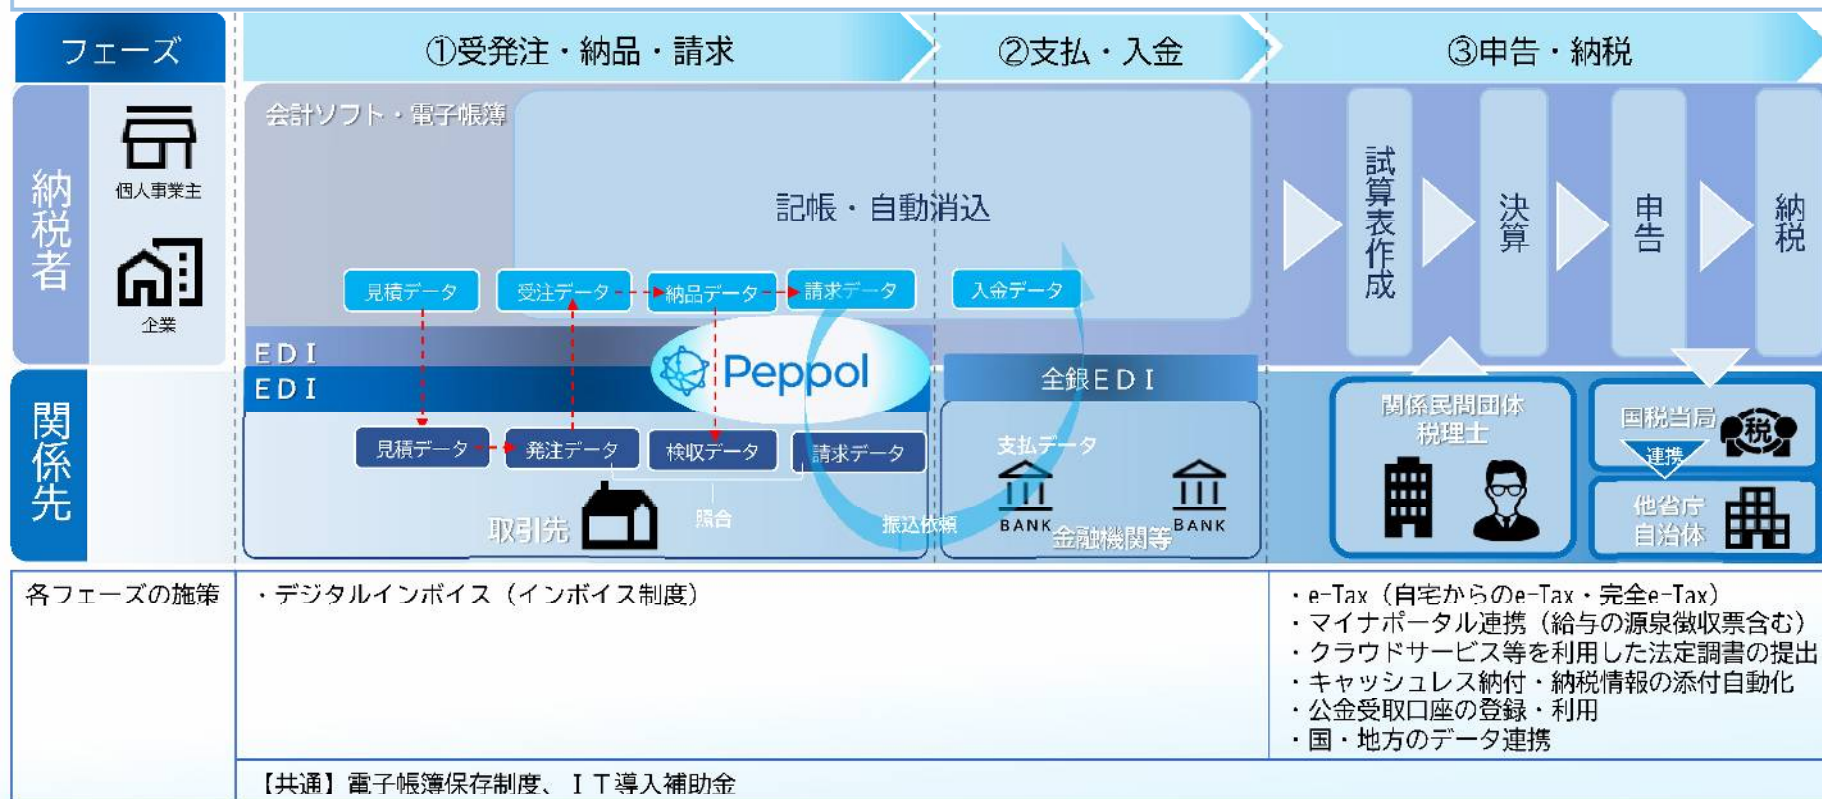 フェーズ
①受発注・納品・請求
②支払・入金
③申告・納税
納税者
個人事業主
企業
会計ソフト・電子帳簿
記帳・自動消込
見積データ
受注データ
納品データ
請求データ
入金データ
試算表作成
決算
申告
納税
EDI
EDI
Peppol
全銀EDI
関係先
見積データ
発注データ
検収データ
請求データ
取引先
照合
振込依頼
支払データ
BANK
BANK
金融機関等
関係民間団体
税理士
国税当局
税
連携
他省庁
自治体
各フェーズの施策
・デジタルインボイス（インボイス制度）
・e-Tax（自宅からのe-Tax・完全e-Tax）
・マイナポータル連携（給与の源泉徴収票含む）
・クラウドサービス等を利用した法定調書の提出
・キャッシュレス納付・納税情報の添付自動化
・公金受取口座の登録・利用
・国・地方のデータ連携
【共通】電子帳簿保存制度、ＩＴ導入補助金